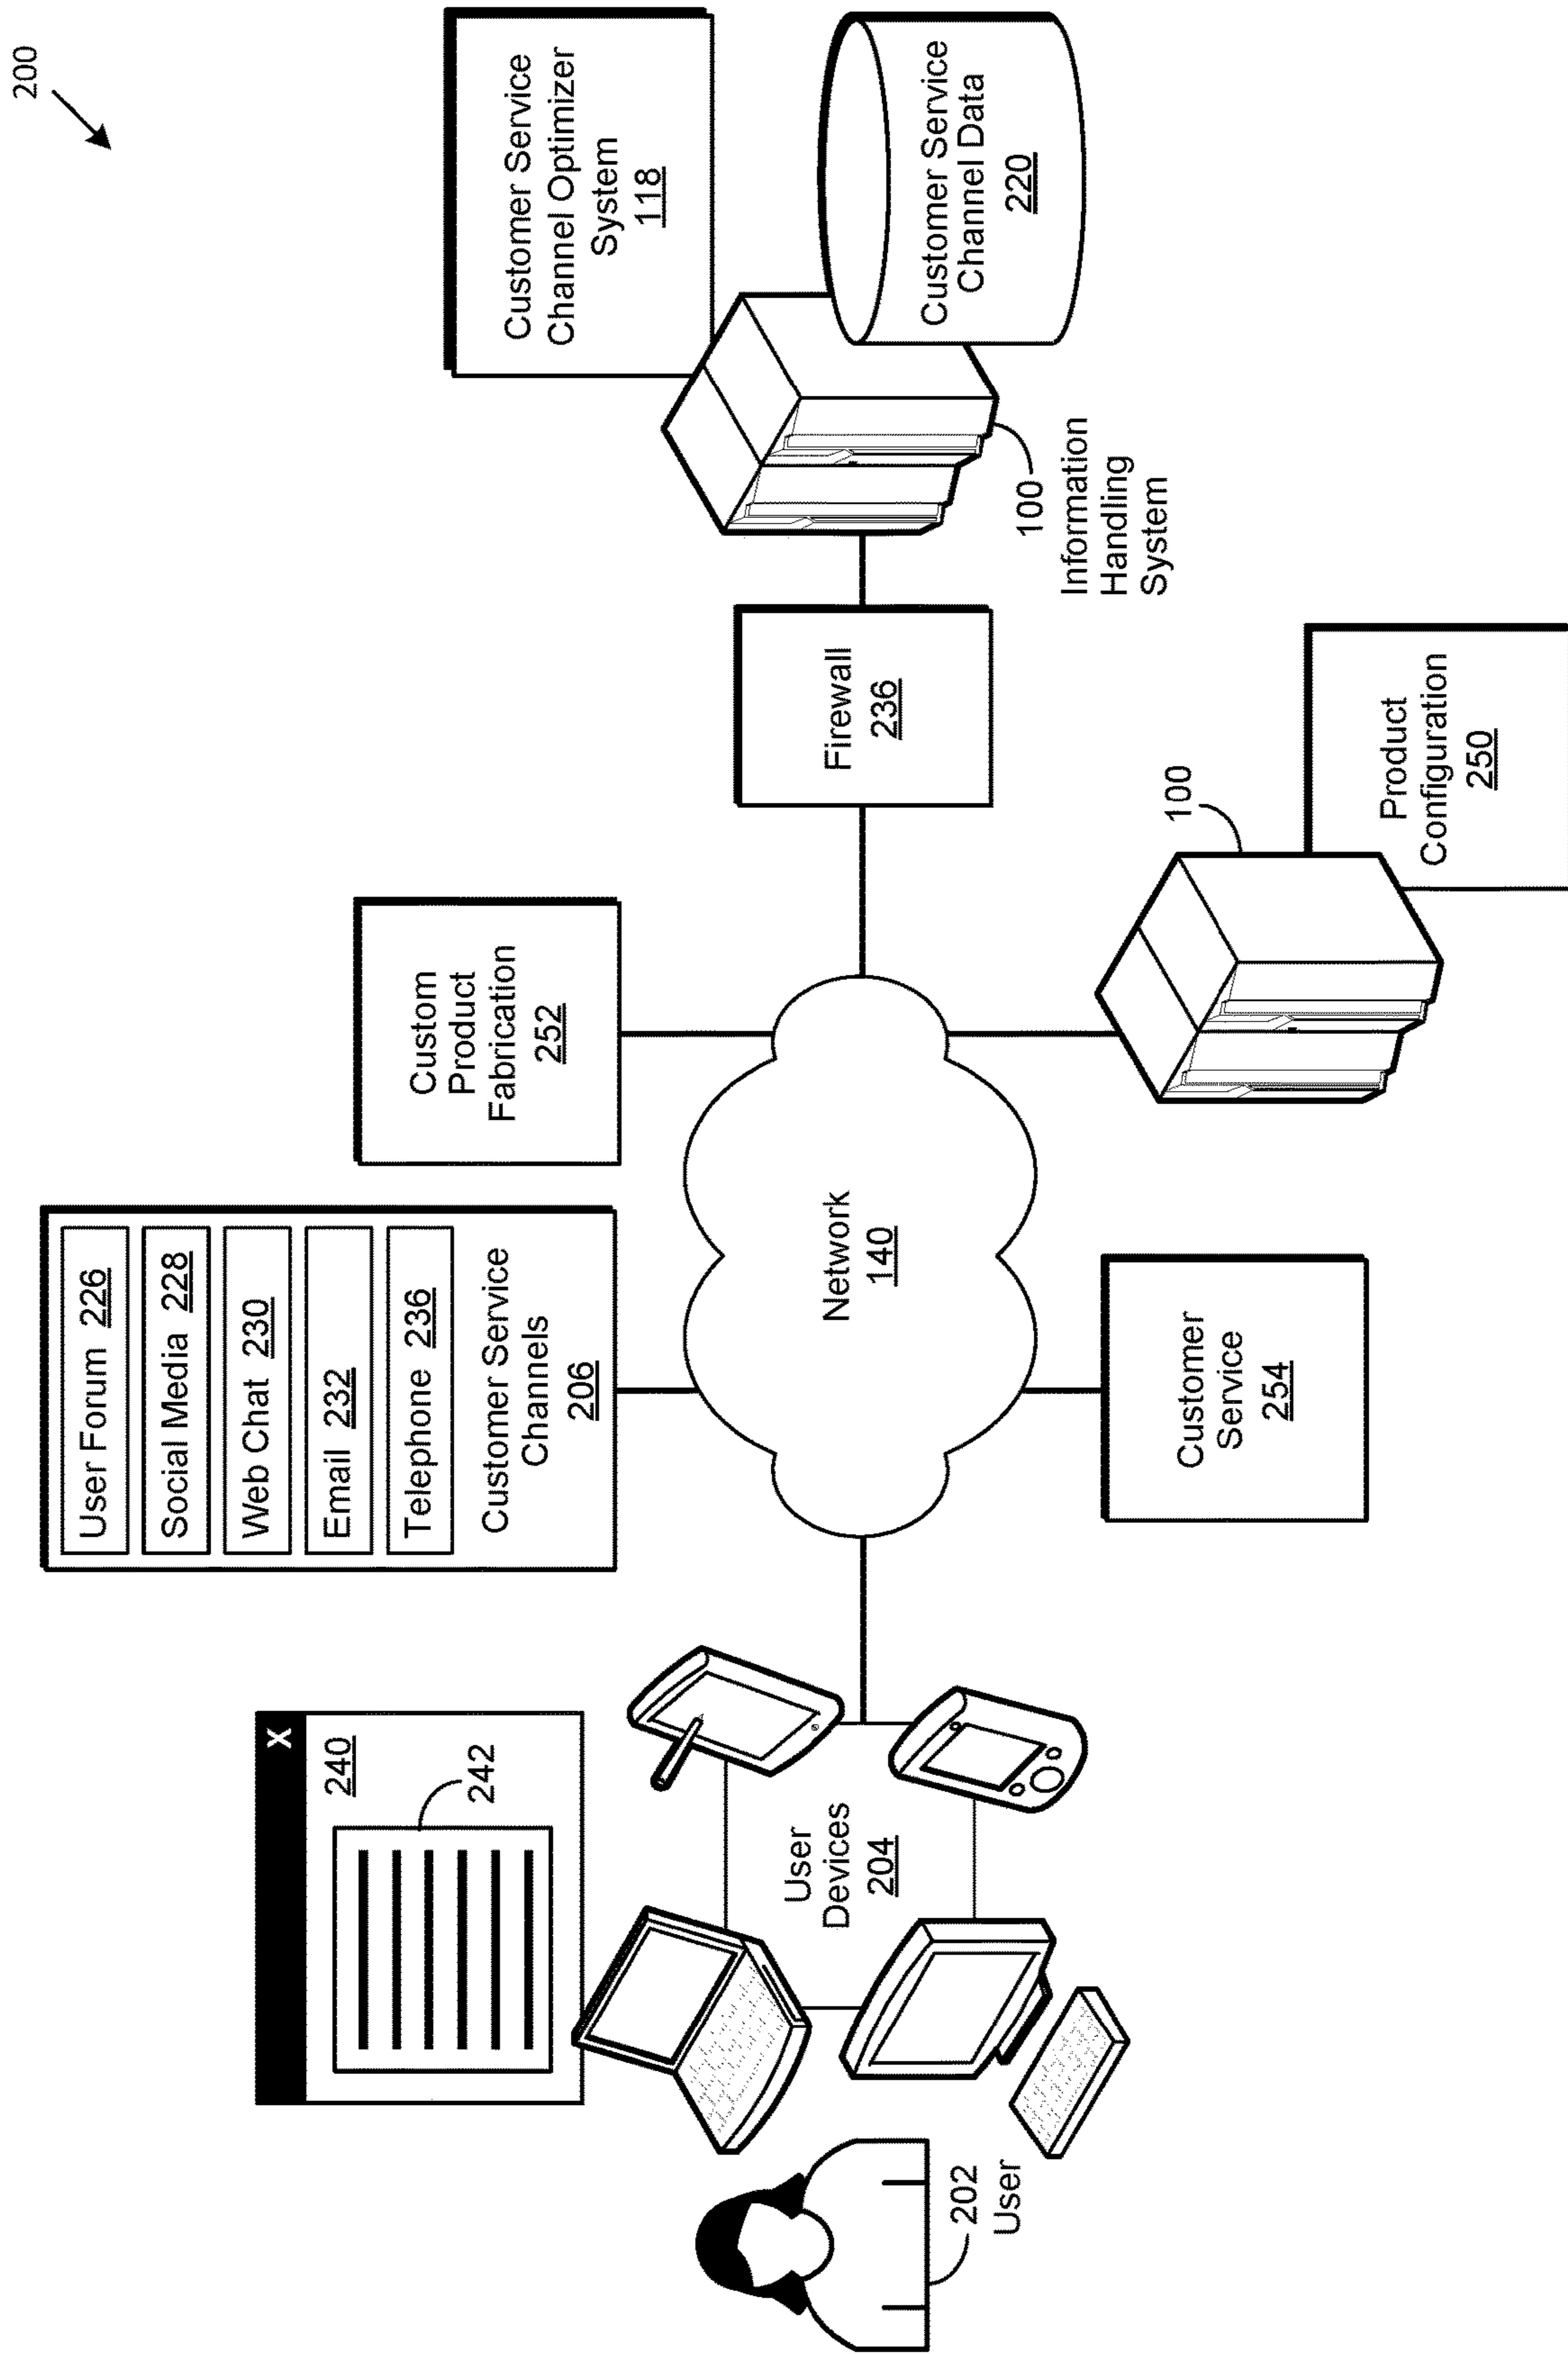 200
X
240
242
User Forum 226
Social Media 228
Web Chat 230
Email 232
Telephone 236
Customer Service
Channels
206
Custom
Product
Fabrication
252
Customer Service
Channel Optimizer
System
118
202
User
User
Devices
204
Network
140
Firewall
236
Customer Service
Channel Data
220
100
Information
Handling
System
Customer
Service
254
100
Product
Configuration
250